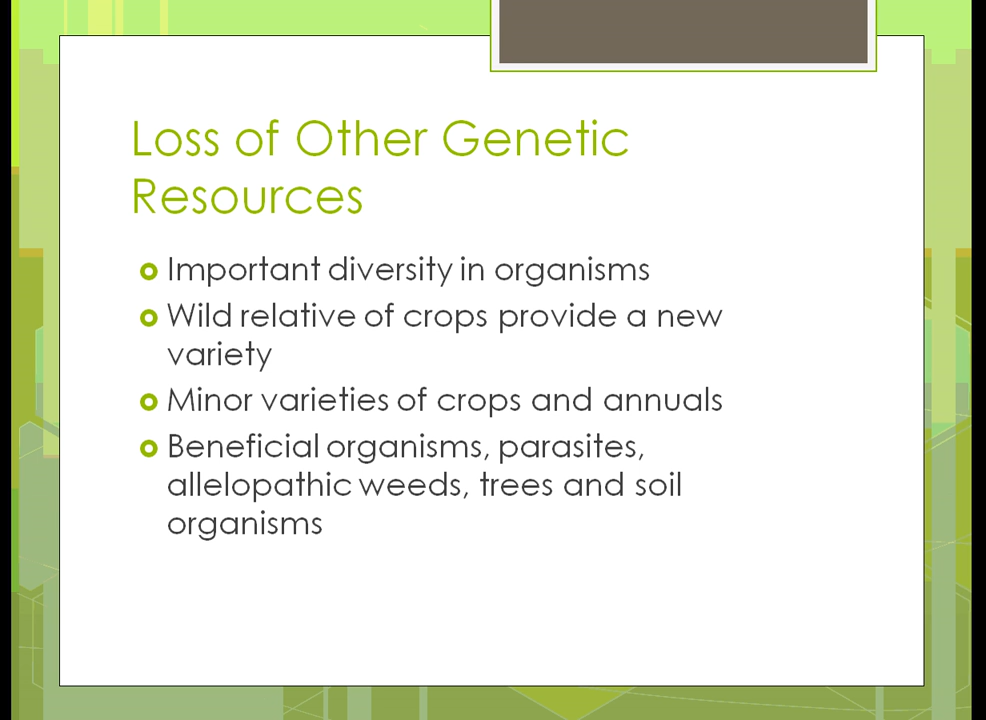 Loss of Other Genetic
Resources
Important diversity in organisms
Wild relative of crops provide a new
variety
Minor varieties of crops and annuals
Beneficial organisms, parasites,
allelopathic weeds, trees and soil
organisms